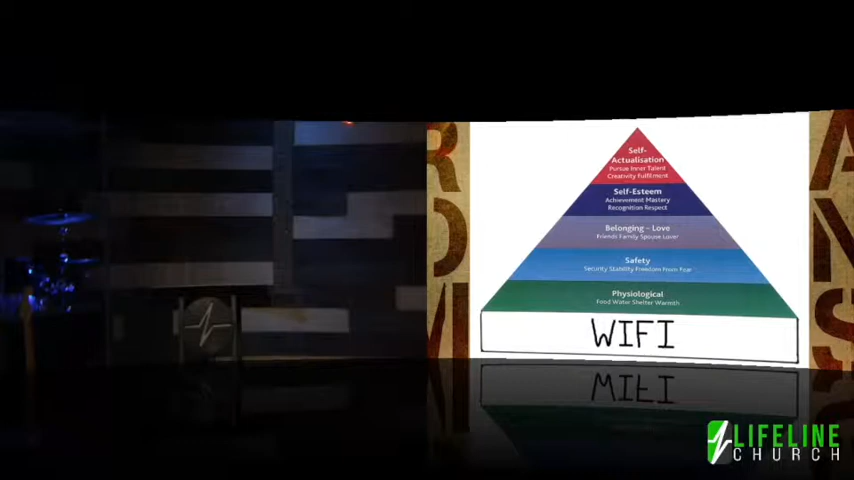 Self-
Actualisation
Pursue Inner Talent
Creativity Fulfilment
Self-Esteem
Achievement Mastery
Recognition Respect
Belonging - Love
Friends Family Spouse Lover
Safety
Security Stability Freedom From Fear
Physiological
Food Water Shelter Warmth
WIFI
LIFELINE
CHURCH